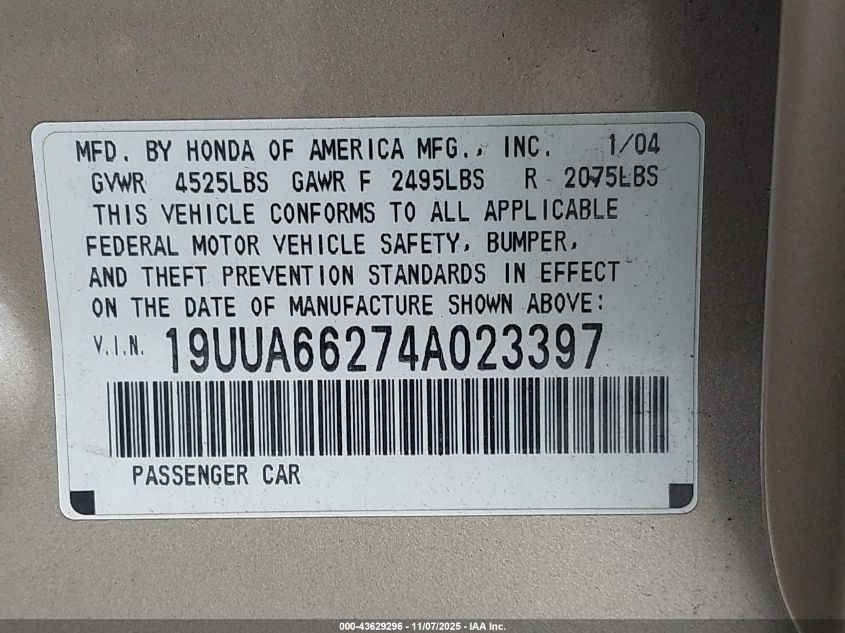 MFD. BY HONDA OF AMERICA MFG., INC. 1/04
GVWR 4525LBS GAWR F 2495LBS R 2075LBS
THIS VEHICLE CONFORMS TO ALL APPLICABLE
FEDERAL MOTOR VEHICLE SAFETY, BUMPER,
AND THEFT PREVENTION STANDARDS IN EFFECT
ON THE DATE OF MANUFACTURE SHOWN ABOVE:
V.I.N. 19UUA66274A023397
PASSENGER CAR
000-43629296 - 11/07/2025 - IAA Inc.